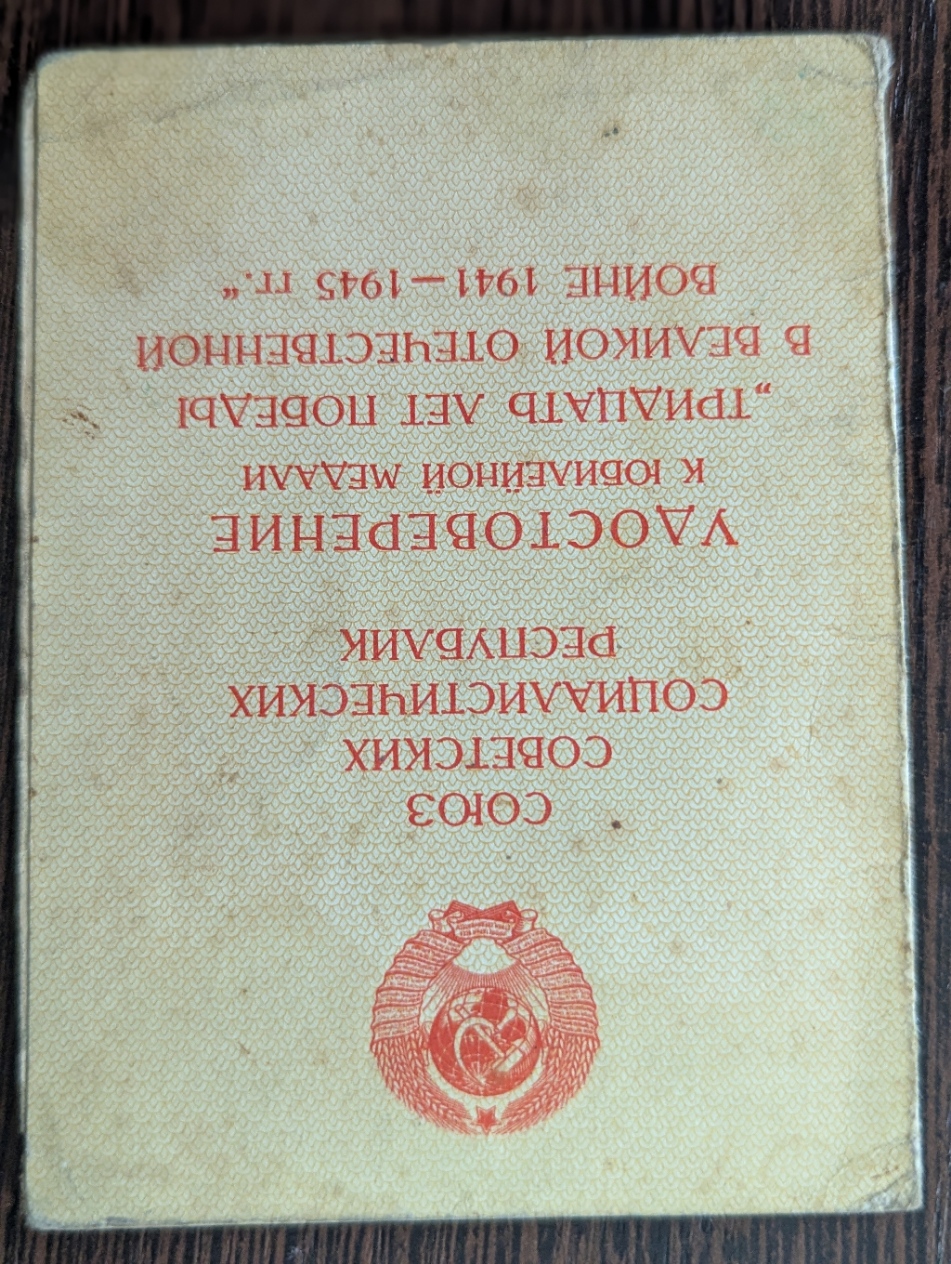 СОЮЗ
СОВЕТСКИХ
СОЦИАЛИСТИЧЕСКИХ
РЕСПУБЛИК
УДОСТОВЕРЕНИЕ
К ЮБИЛЕЙНОЙ МЕДАЛИ
„ТРИДЦАТЬ ЛЕТ ПОБЕДЫ
В ВЕЛИКОЙ ОТЕЧЕСТВЕННОЙ
ВОЙНЕ 1941—1945 гг.“